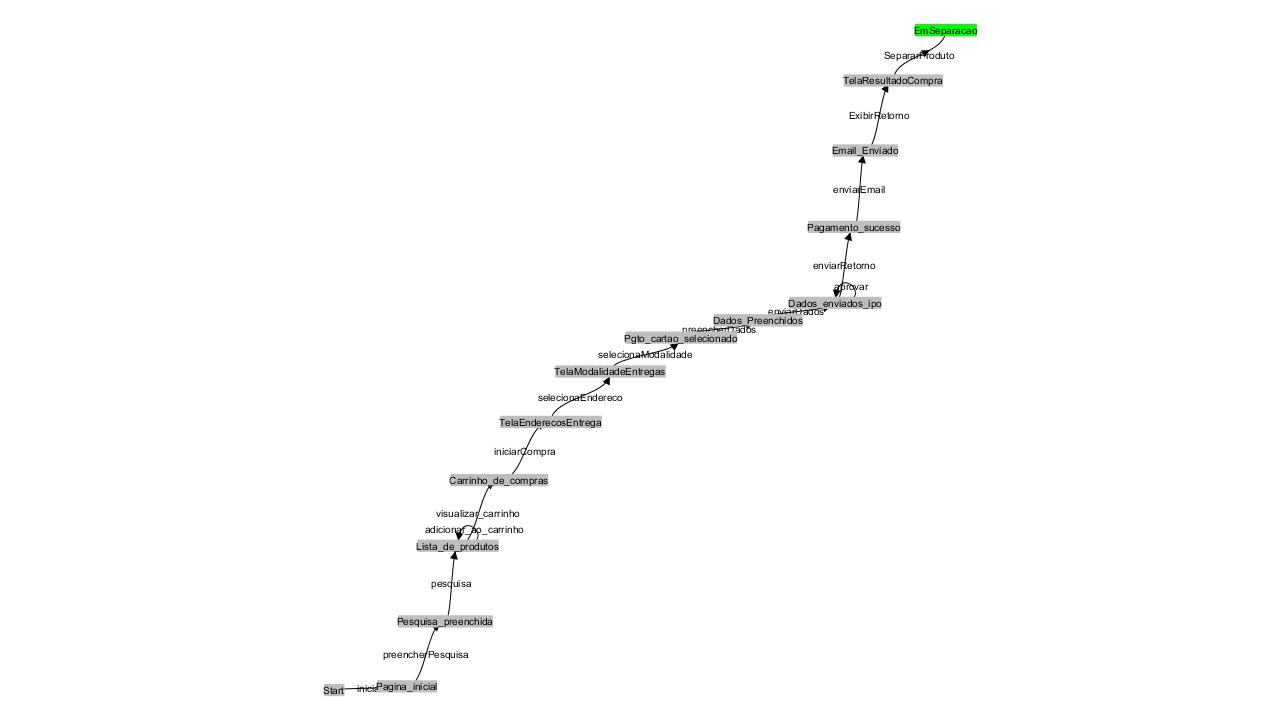 EmSeparacao
SepararProduto
TelaResultadoCompra
ExibirRetorno
Email_Enviado
enviarEmail
Pagamento_sucesso
enviarRetorno
aprovar
Dados_enviados_ipo
enviarDados
Dados_Preenchidos
preencherDados
Pgto_cartao_selecionado
selecionaModalidade
TelaModalidadeEntregas
selecionaEndereco
TelaEnderecosEntrega
iniciarCompra
Carrinho_de_compras
visualizar_carrinho
adicionar_ao_carrinho
Lista_de_produtos
pesquisa
Pesquisa_preenchida
preencherPesquisa
Pagina_inicial
Start